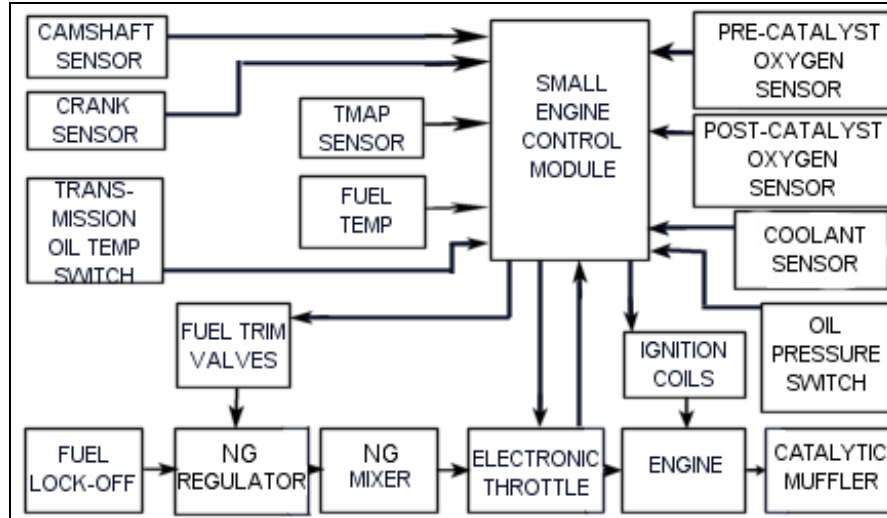 CAMSHAFT
SENSOR
CRANK
SENSOR
TRANS-
MISSION
OIL TEMP
SWITCH
TMAP
SENSOR
FUEL
TEMP
SMALL
ENGINE
CONTROL
MODULE
PRE-CATALYST
OXYGEN
SENSOR
POST-CATALYST
OXYGEN
SENSOR
COOLANT
SENSOR
OIL
PRESSURE
SWITCH
FUEL TRIM
VALVES
IGNITION
COILS
FUEL
LOCK-OFF
NG
REGULATOR
NG
MIXER
ELECTRONIC
THROTTLE
ENGINE
CATALYTIC
MUFFLER